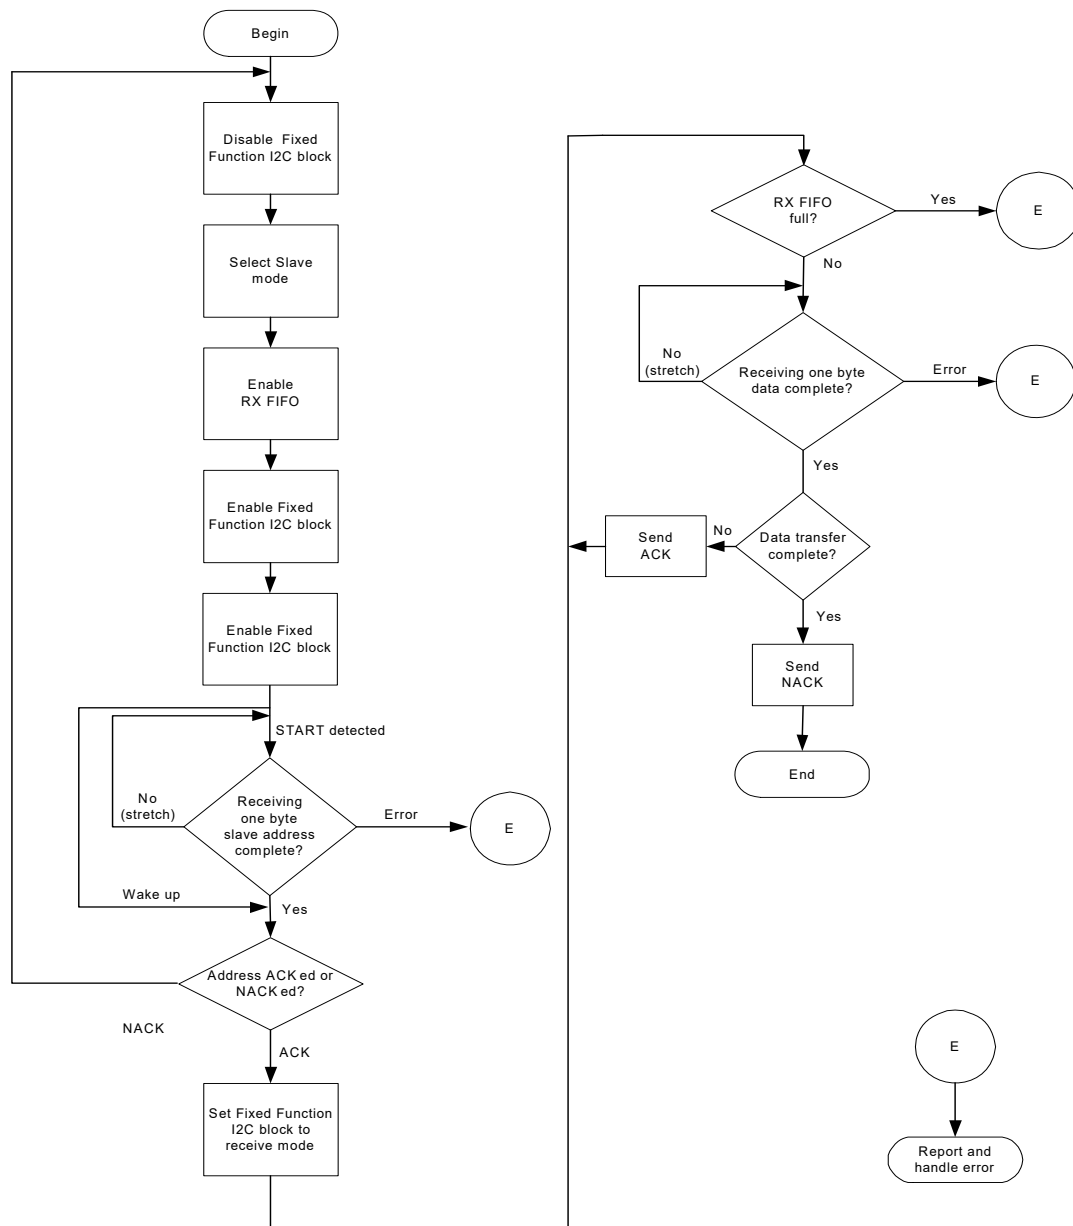 Begin
Disable Fixed
Function I2C block
Select Slave
mode
Enable
RX FIFO
Enable Fixed
Function I2C block
Enable Fixed
Function I2C block
START detected
No
(stretch)
Receiving
one byte
slave address
complete?
Error
E
Wake up
Yes
Address ACK ed or
NACK ed?
NACK
ACK
Set Fixed Function
I2C block to
receive mode
RX FIFO
full?
Yes
E
No
No
(stretch)
Receiving one byte
data complete?
Error
E
Yes
Data transfer
complete?
No
Send
ACK
Yes
Send
NACK
End
E
Report and
handle error